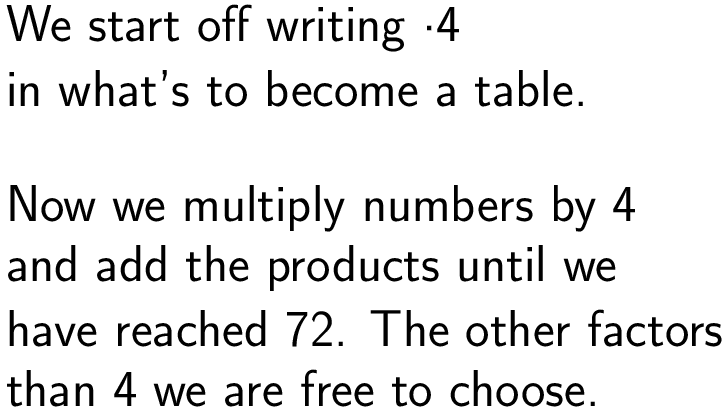 We start off writing ·4
in what's to become a table.
Now we multiply numbers by 4
and add the products until we
have reached 72. The other factors
than 4 we are free to choose.